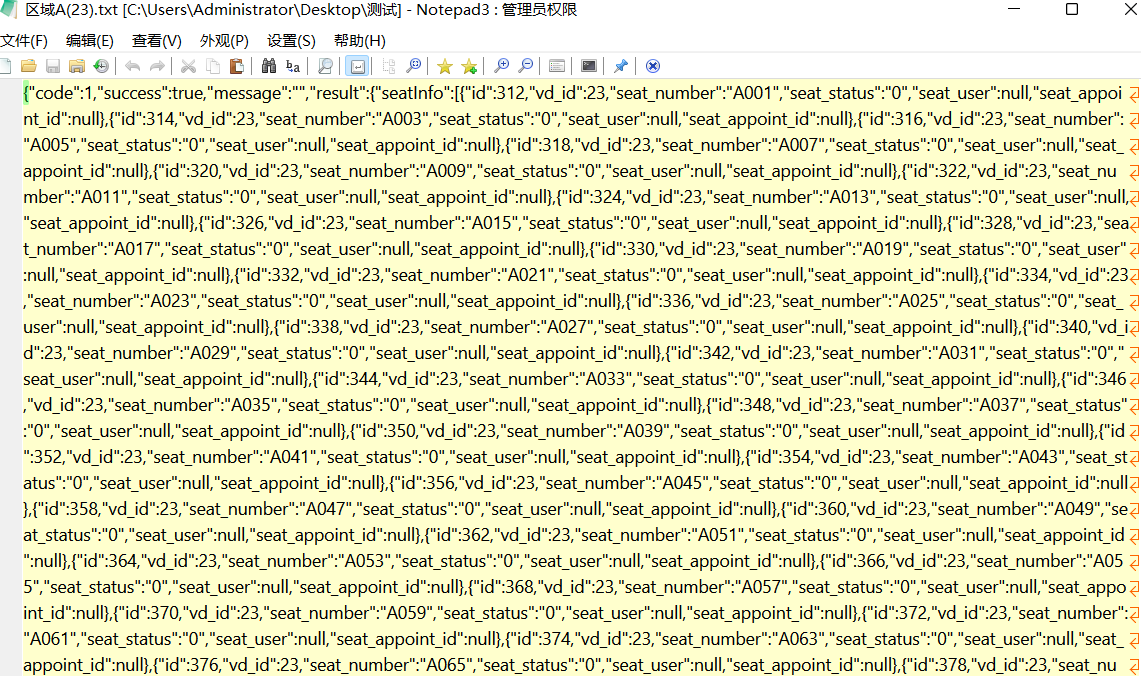 区域A(23).txt [C:\Users\Administrator\Desktop\测试] - Notepad3 : 管理员权限
文件(F) 编辑(E) 查看(V) 外观(P) 设置(S) 帮助(H)
{"code":1,"success":true,"message":"","result":{"seatInfo":[{"id":312,"vd_id":23,"seat_number":"A001","seat_status":"0","seat_user":null,"seat_appoi
nt_id":null},{"id":314,"vd_id":23,"seat_number":"A003","seat_status":"0","seat_user":null,"seat_appoint_id":null},{"id":316,"vd_id":23,"seat_number":
"A005","seat_status":"0","seat_user":null,"seat_appoint_id":null},{"id":318,"vd_id":23,"seat_number":"A007","seat_status":"0","seat_user":null,"seat_
appoint_id":null},{"id":320,"vd_id":23,"seat_number":"A009","seat_status":"0","seat_user":null,"seat_appoint_id":null},{"id":322,"vd_id":23,"seat_nu
mber":"A011","seat_status":"0","seat_user":null,"seat_appoint_id":null},{"id":324,"vd_id":23,"seat_number":"A013","seat_status":"0","seat_user":null,
"seat_appoint_id":null},{"id":326,"vd_id":23,"seat_number":"A015","seat_status":"0","seat_user":null,"seat_appoint_id":null},{"id":328,"vd_id":23,"sea
t_number":"A017","seat_status":"0","seat_user":null,"seat_appoint_id":null},{"id":330,"vd_id":23,"seat_number":"A019","seat_status":"0","seat_user"
:null,"seat_appoint_id":null},{"id":332,"vd_id":23,"seat_number":"A021","seat_status":"0","seat_user":null,"seat_appoint_id":null},{"id":334,"vd_id":23
,"seat_number":"A023","seat_status":"0","seat_user":null,"seat_appoint_id":null},{"id":336,"vd_id":23,"seat_number":"A025","seat_status":"0","seat_
user":null,"seat_appoint_id":null},{"id":338,"vd_id":23,"seat_number":"A027","seat_status":"0","seat_user":null,"seat_appoint_id":null},{"id":340,"vd_i
d":23,"seat_number":"A029","seat_status":"0","seat_user":null,"seat_appoint_id":null},{"id":342,"vd_id":23,"seat_number":"A031","seat_status":"0","
seat_user":null,"seat_appoint_id":null},{"id":344,"vd_id":23,"seat_number":"A033","seat_status":"0","seat_user":null,"seat_appoint_id":null},{"id":346
,"vd_id":23,"seat_number":"A035","seat_status":"0","seat_user":null,"seat_appoint_id":null},{"id":348,"vd_id":23,"seat_number":"A037","seat_status"
:"0","seat_user":null,"seat_appoint_id":null},{"id":350,"vd_id":23,"seat_number":"A039","seat_status":"0","seat_user":null,"seat_appoint_id":null},{"id
":352,"vd_id":23,"seat_number":"A041","seat_status":"0","seat_user":null,"seat_appoint_id":null},{"id":354,"vd_id":23,"seat_number":"A043","seat_st
atus":"0","seat_user":null,"seat_appoint_id":null},{"id":356,"vd_id":23,"seat_number":"A045","seat_status":"0","seat_user":null,"seat_appoint_id":null
},{"id":358,"vd_id":23,"seat_number":"A047","seat_status":"0","seat_user":null,"seat_appoint_id":null},{"id":360,"vd_id":23,"seat_number":"A049","se
at_status":"0","seat_user":null,"seat_appoint_id":null},{"id":362,"vd_id":23,"seat_number":"A051","seat_status":"0","seat_user":null,"seat_appoint_id
":null},{"id":364,"vd_id":23,"seat_number":"A053","seat_status":"0","seat_user":null,"seat_appoint_id":null},{"id":366,"vd_id":23,"seat_number":"A05
5","seat_status":"0","seat_user":null,"seat_appoint_id":null},{"id":368,"vd_id":23,"seat_number":"A057","seat_status":"0","seat_user":null,"seat_appo
int_id":null},{"id":370,"vd_id":23,"seat_number":"A059","seat_status":"0","seat_user":null,"seat_appoint_id":null},{"id":372,"vd_id":23,"seat_number":
"A061","seat_status":"0","seat_user":null,"seat_appoint_id":null},{"id":374,"vd_id":23,"seat_number":"A063","seat_status":"0","seat_user":null,"seat_
appoint_id":null},{"id":376,"vd_id":23,"seat_number":"A065","seat_status":"0","seat_user":null,"seat_appoint_id":null},{"id":378,"vd_id":23,"seat_nu